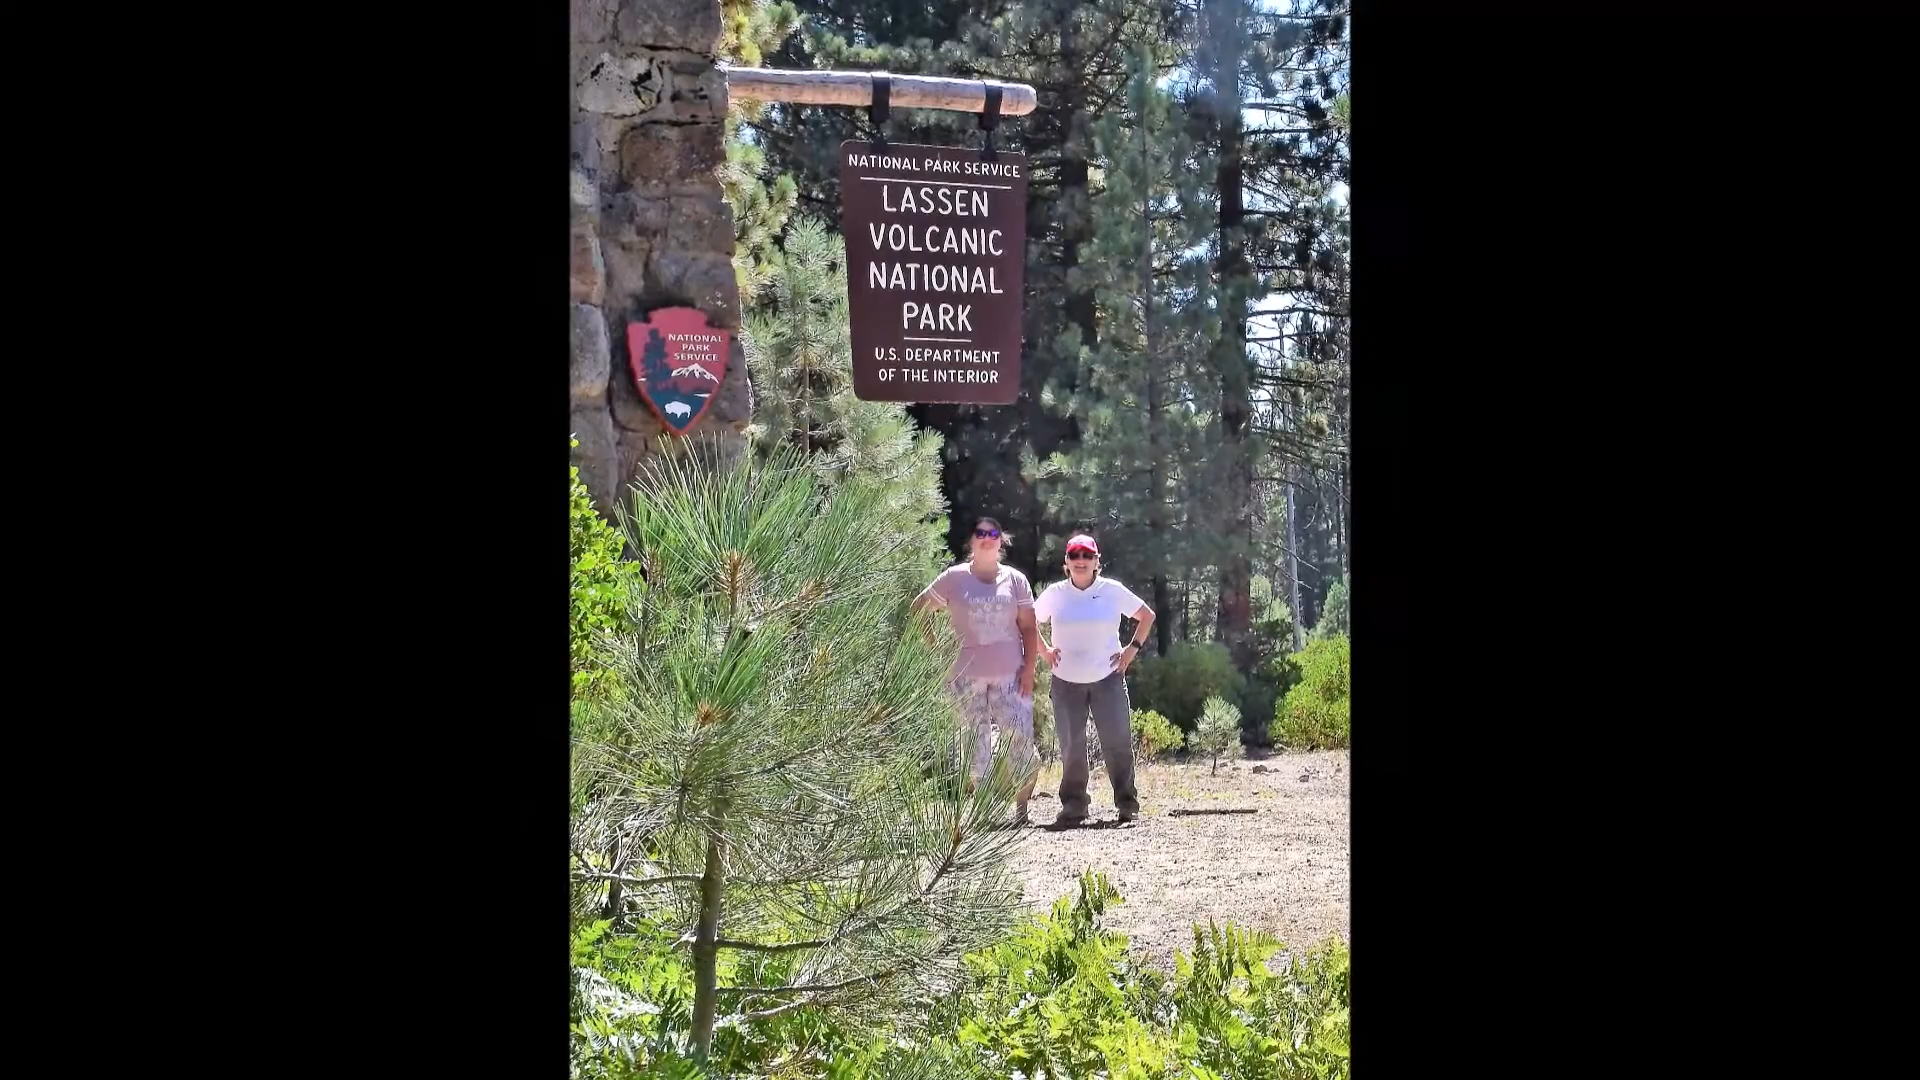 NATIONAL PARK SERVICE
LASSEN
VOLCANIC
NATIONAL
PARK
U.S. DEPARTMENT
OF THE INTERIOR
NATIONAL
PARK
SERVICE